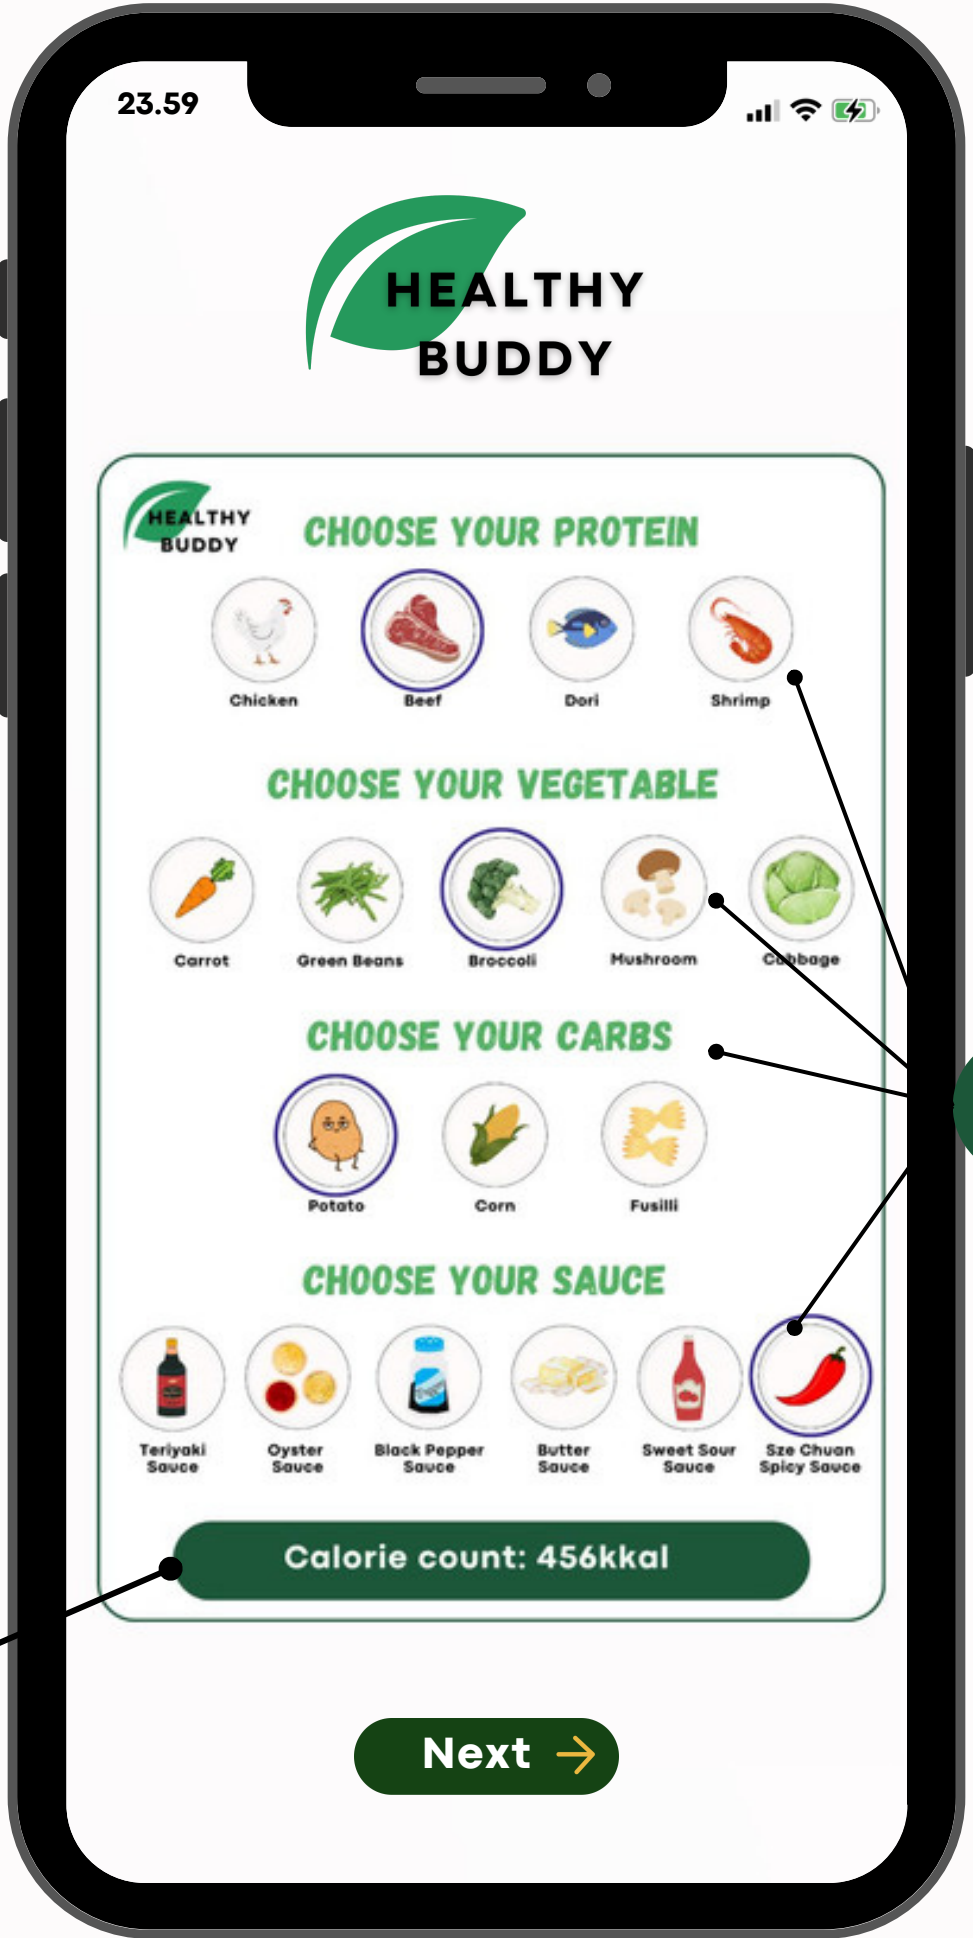 23.59
HEALTHY
BUDDY
HEALTHY
BUDDY
CHOOSE YOUR PROTEIN
Chicken Beef Dori Shrimp
CHOOSE YOUR VEGETABLE
Carrot Green Beans Broccoli Mushroom Cabbage
CHOOSE YOUR CARBS
Potato Corn Fusilli
CHOOSE YOUR SAUCE
Teriyaki Oyster Black Pepper Butter Sweet Sour Sze Chuan
Sauce Sauce Sauce Sauce Sauce Spicy Sauce
Calorie count: 456kkal
Next